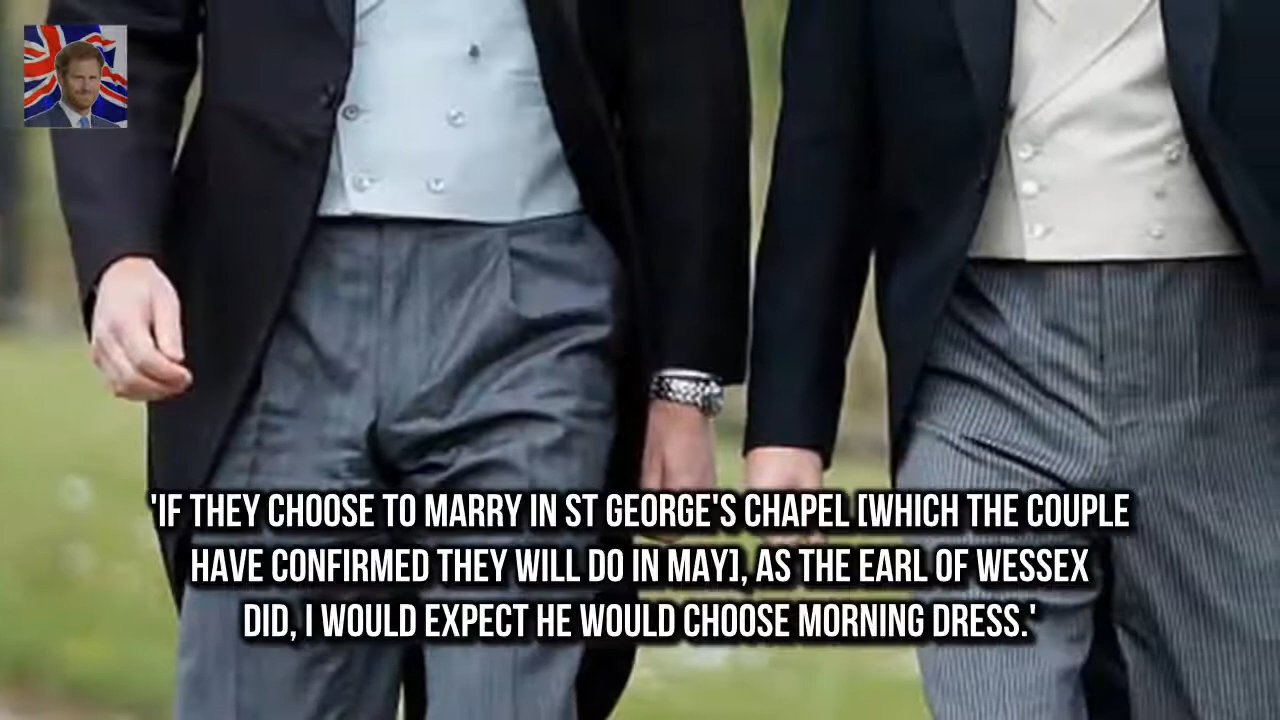 'IF THEY CHOOSE TO MARRY IN ST GEORGE'S CHAPEL [WHICH THE COUPLE
HAVE CONFIRMED THEY WILL DO IN MAY], AS THE EARL OF WESSEX
DID, I WOULD EXPECT HE WOULD CHOOSE MORNING DRESS.'